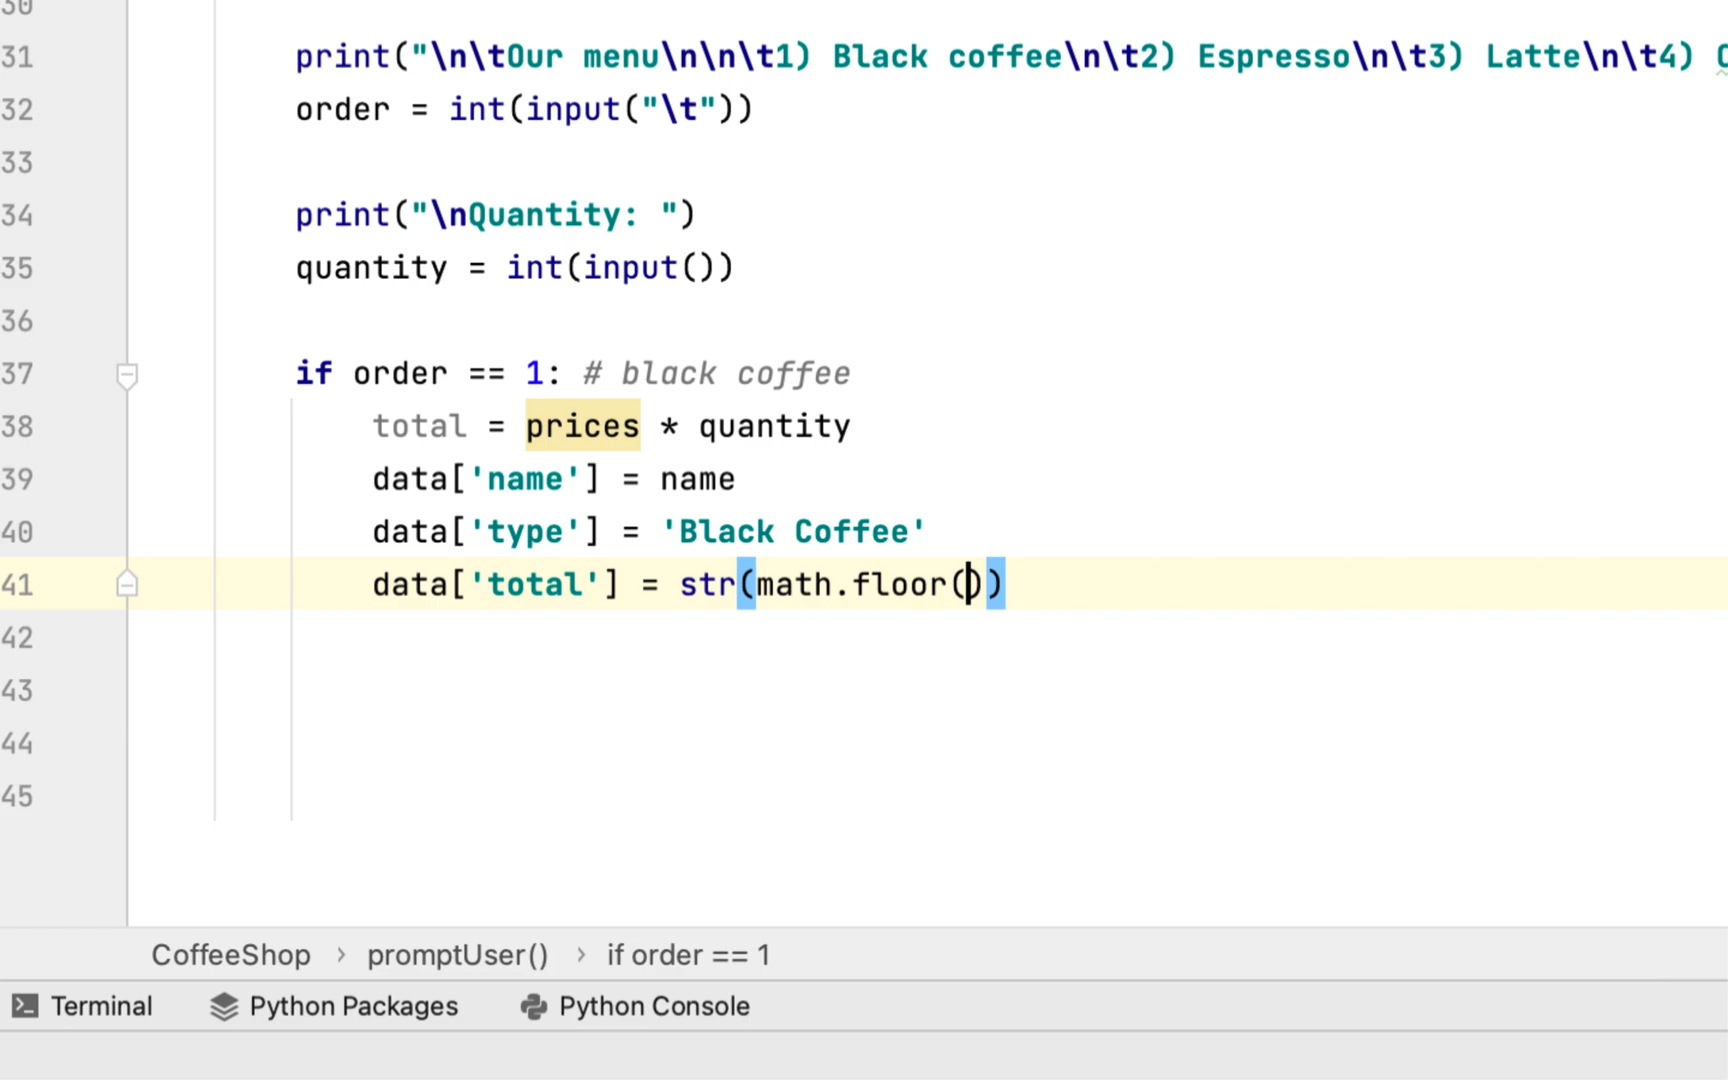 30
31 print("\n\tOur menu\n\n\t1) Black coffee\n\t2) Espresso\n\t3) Latte\n\t4)
32 order = int(input("\t"))
33
34 print("\nQuantity: ")
35 quantity = int(input())
36
37 if order == 1: # black coffee
38 total = prices * quantity
39 data['name'] = name
40 data['type'] = 'Black Coffee'
41 data['total'] = str(math.floor())
42
43
44
45
CoffeeShop › promptUser() › if order == 1
Terminal Python Packages Python Console